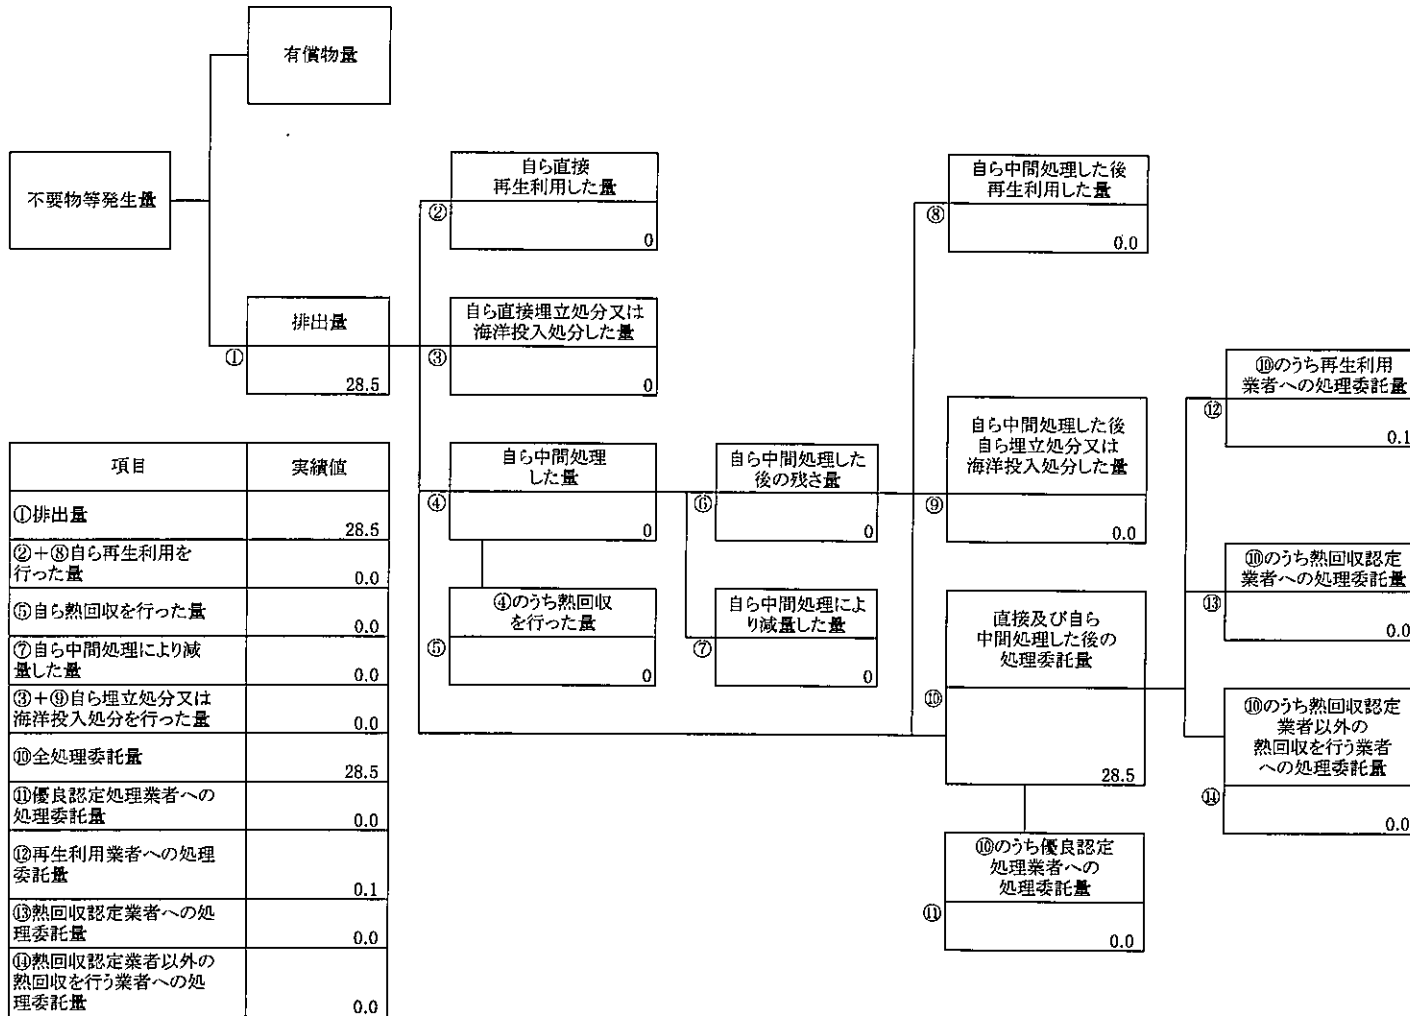 有償物量
不要物等発生量
自ら直接
再生利用した量
②
0
自ら中間処理した後
再生利用した量
⑧
0.0
排出量
①
28.5
自ら直接埋立処分又は
海洋投入処分した量
③
0
⑩のうち再生利用
業者への処理委託量
⑫
0.1
自ら中間処理
した量
④
0
自ら中間処理した
後の残さ量
⑥
0
自ら中間処理した後
自ら埋立処分又は
海洋投入処分した量
⑨
0.0
⑩のうち熱回収認定
業者への処理委託量
⑬
0.0
④のうち熱回収
を行った量
⑤
0
自ら中間処理によ
り減量した量
⑦
0
直接及び自ら
中間処理した後の
処理委託量
⑩
28.5
⑩のうち熱回収認定
業者以外の
熱回収を行う業者
への処理委託量
⑭
0.0
⑩のうち優良認定
処理業者への
処理委託量
⑪
0.0
項目 実績値
①排出量
28.5
②+⑧自ら再生利用を
行った量 0.0
⑤自ら熱回収を行った量 0.0
⑦自ら中間処理により減
量した量 0.0
③+⑨自ら埋立処分又は
海洋投入処分を行った量 0.0
⑩全処理委託量
28.5
⑪優良認定処理業者への
処理委託量 0.0
⑫再生利用業者への処理
委託量 0.1
⑬熱回収認定業者への処
理委託量 0.0
⑭熱回収認定業者以外の
熱回収を行う業者への処
理委託量 0.0